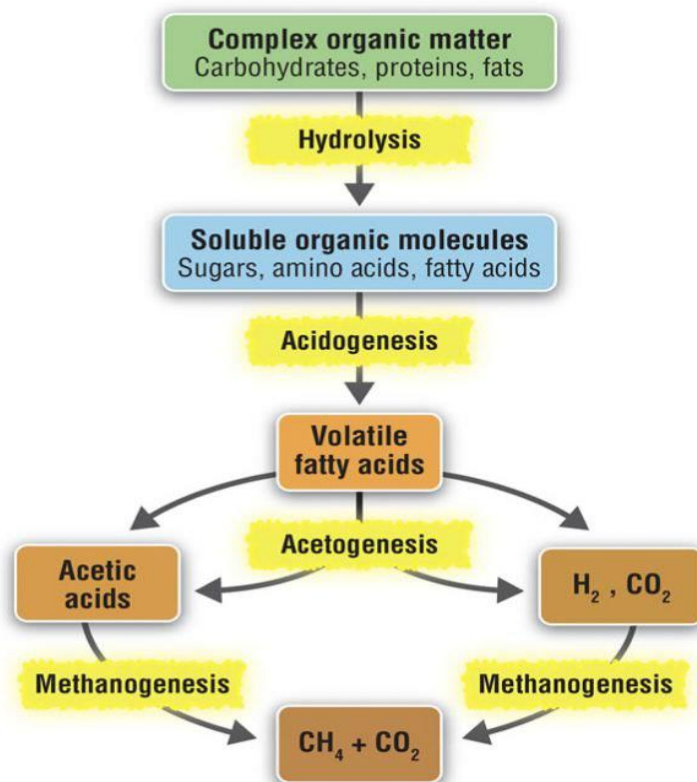 Complex organic matter
Carbohydrates, proteins, fats
Hydrolysis
Soluble organic molecules
Sugars, amino acids, fatty acids
Acidogenesis
Volatile
fatty acids
Acetogenesis
Acetic
acids
H₂ , CO₂
Methanogenesis
Methanogenesis
CH₄ + CO₂